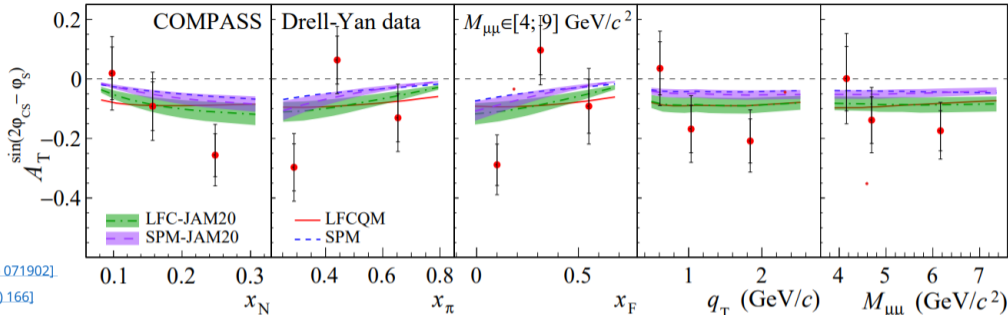 COMPASS
Drell-Yan data
M_μμ∈[4; 9] GeV/c²
A_T^sin(2φ_CS − φ_S)
0.2
0
−0.2
−0.4
LFC-JAM20
SPM-JAM20
LFCQM
SPM
0.1 0.2 0.3
0.4 0.6 0.8
0 0.5
1 2
4 5 6 7
x_N
x_π
x_F
q_T (GeV/c)
M_μμ (GeV/c²)
071902]
) 166]